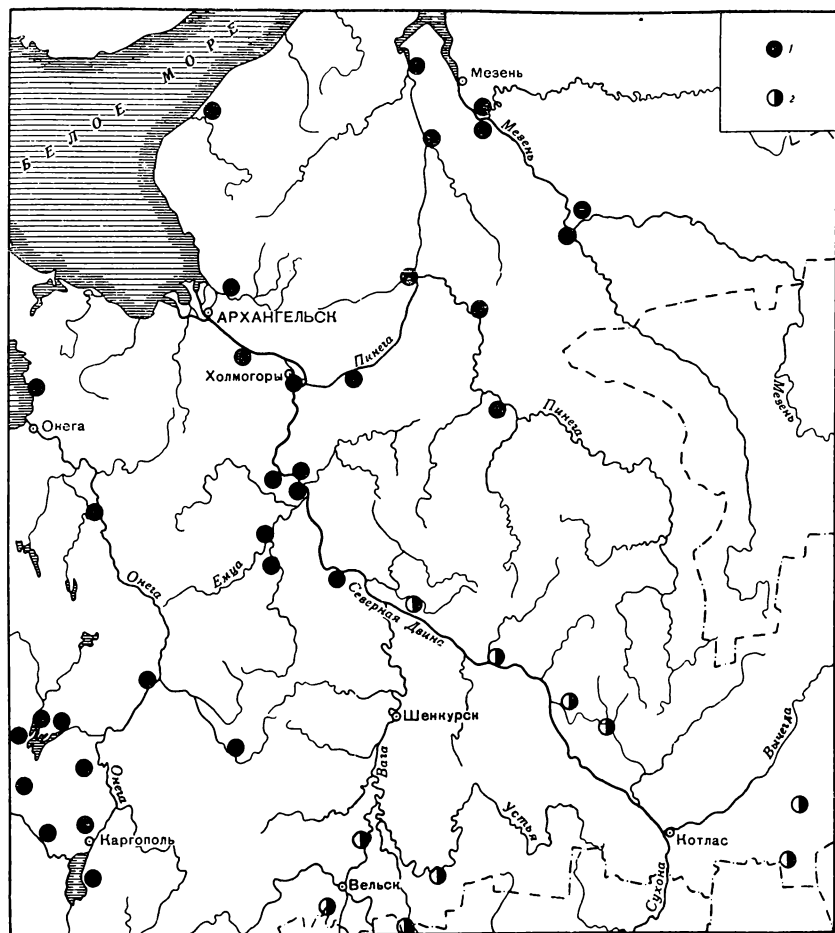 БЕЛОЕ МОРЕ
1
2
Мезень
Мезень
АРХАНГЕЛЬСК
Пинега
Холмогоры
Мезень
Онега
Пинега
Емца
Онега
Северная Двина
Шенкурск
Вычегда
Онега
Вага
Устья
Каргополь
Котлас
Вельск
Сухона